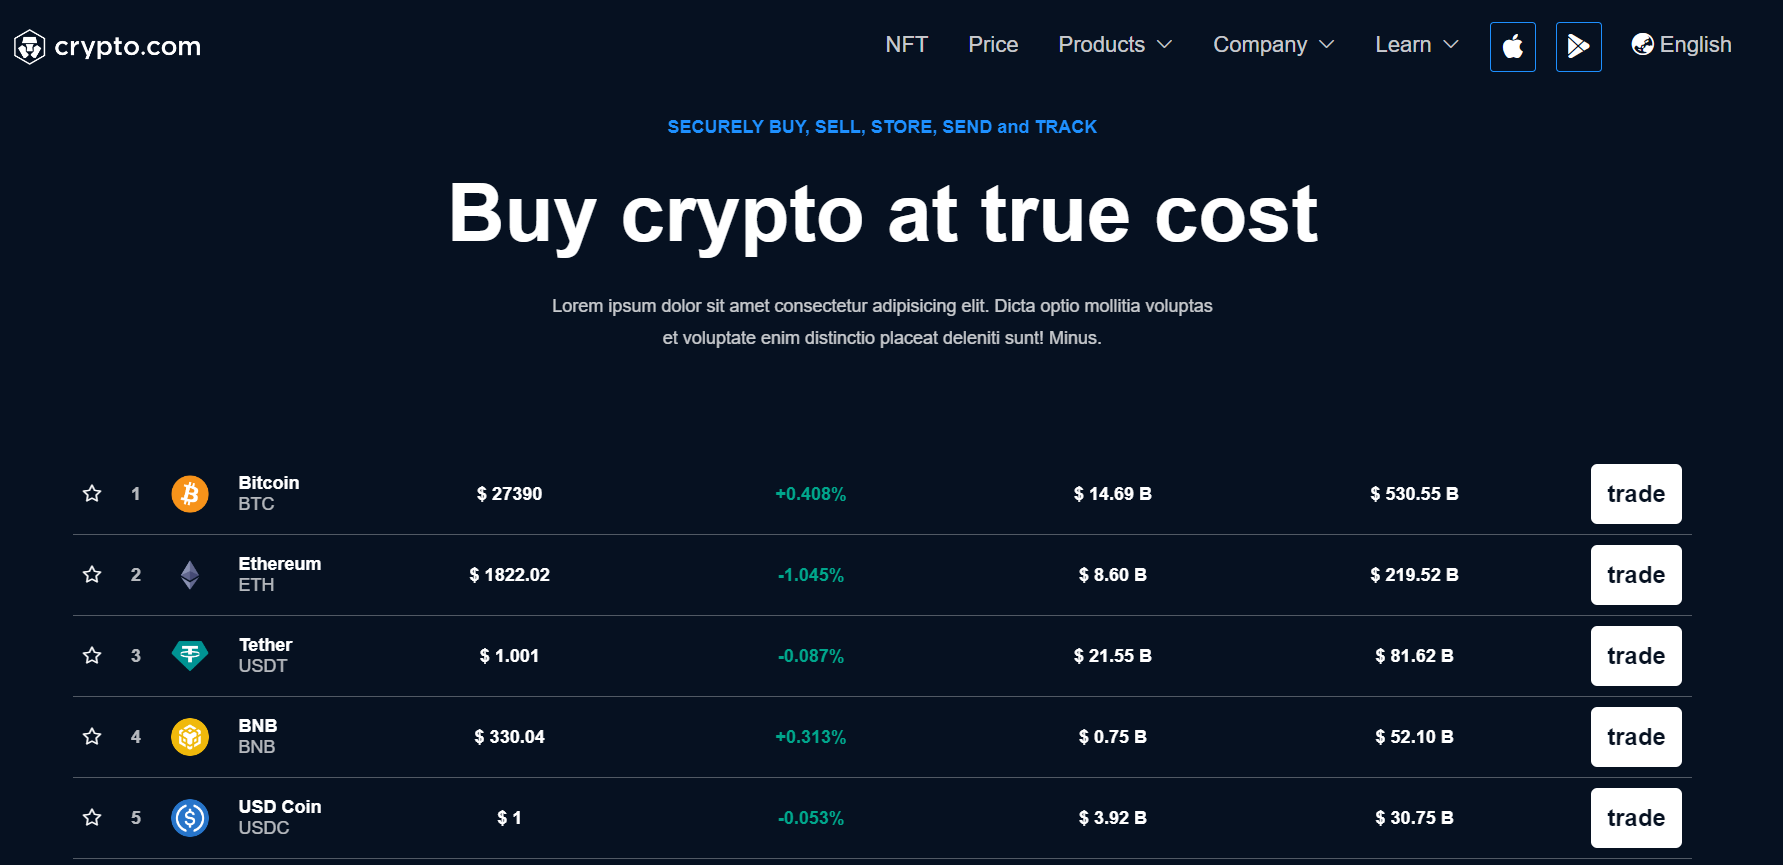 crypto.com NFT Price Products Company Learn English
SECURELY BUY, SELL, STORE, SEND and TRACK
Buy crypto at true cost
Lorem ipsum dolor sit amet consectetur adipisicing elit. Dicta optio mollitia voluptas
et voluptate enim distinctio placeat deleniti sunt! Minus.
1 Bitcoin $ 27390 +0.408% $ 14.69 B $ 530.55 B trade
BTC
2 Ethereum $ 1822.02 -1.045% $ 8.60 B $ 219.52 B trade
ETH
3 Tether $ 1.001 -0.087% $ 21.55 B $ 81.62 B trade
USDT
4 BNB $ 330.04 +0.313% $ 0.75 B $ 52.10 B trade
BNB
5 USD Coin $ 1 -0.053% $ 3.92 B $ 30.75 B trade
USDC